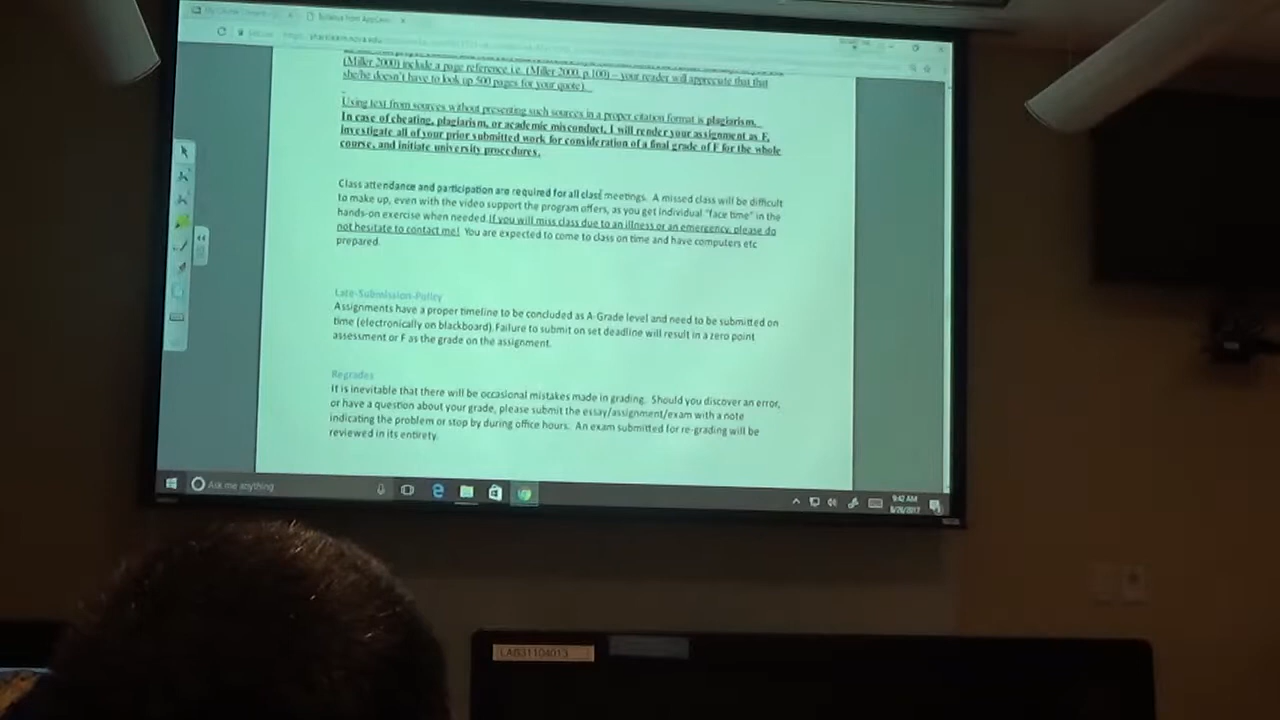 Syllabus from AppCent
(Miller 2000) include a page reference i.e. (Miller 2000, p.100) – your reader will appreciate that that
she/he doesn't have to look up 500 pages for your quote).
Using text from sources without presenting such sources in a proper citation format is plagiarism.
In case of cheating, plagiarism, or academic misconduct, I will render your assignment as F,
investigate all of your prior submitted work for consideration of a final grade of F for the whole
course, and initiate university procedures.
Class attendance and participation are required for all class meetings. A missed class will be difficult
to make up, even with the video support the program offers, as you get individual "face time" in the
hands-on exercise when needed. If you will miss class due to an illness or an emergency, please do
not hesitate to contact me! You are expected to come to class on time and have computers etc
prepared.
Late-Submission-Policy
Assignments have a proper timeline to be concluded as A-Grade level and need to be submitted on
time (electronically on blackboard). Failure to submit on set deadline will result in a zero point
assessment or F as the grade on the assignment.
Regrades
It is inevitable that there will be occasional mistakes made in grading. Should you discover an error,
or have a question about your grade, please submit the essay/assignment/exam with a note
indicating the problem or stop by during office hours. An exam submitted for re-grading will be
reviewed in its entirety.
Ask me anything
9:42 AM
8/26/2017
LAB31104013